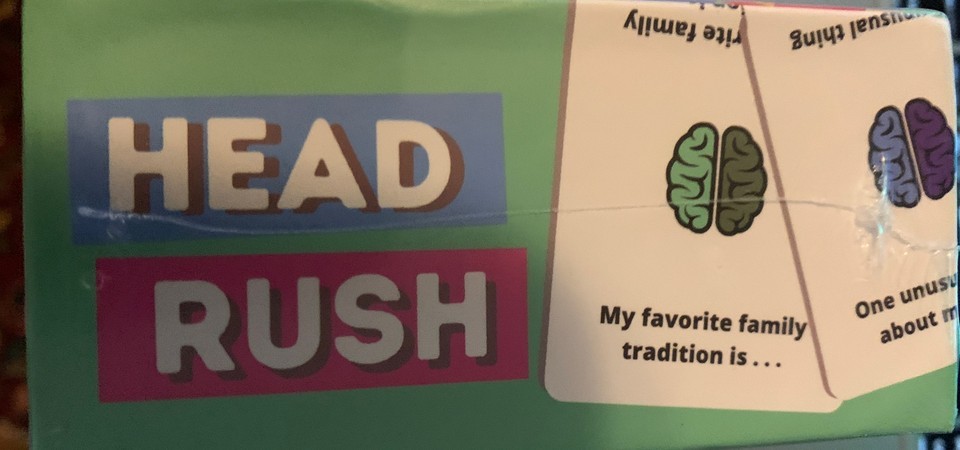 HEAD
RUSH
rite family
usual thing
My favorite family
tradition is . . .
One unusu
about m